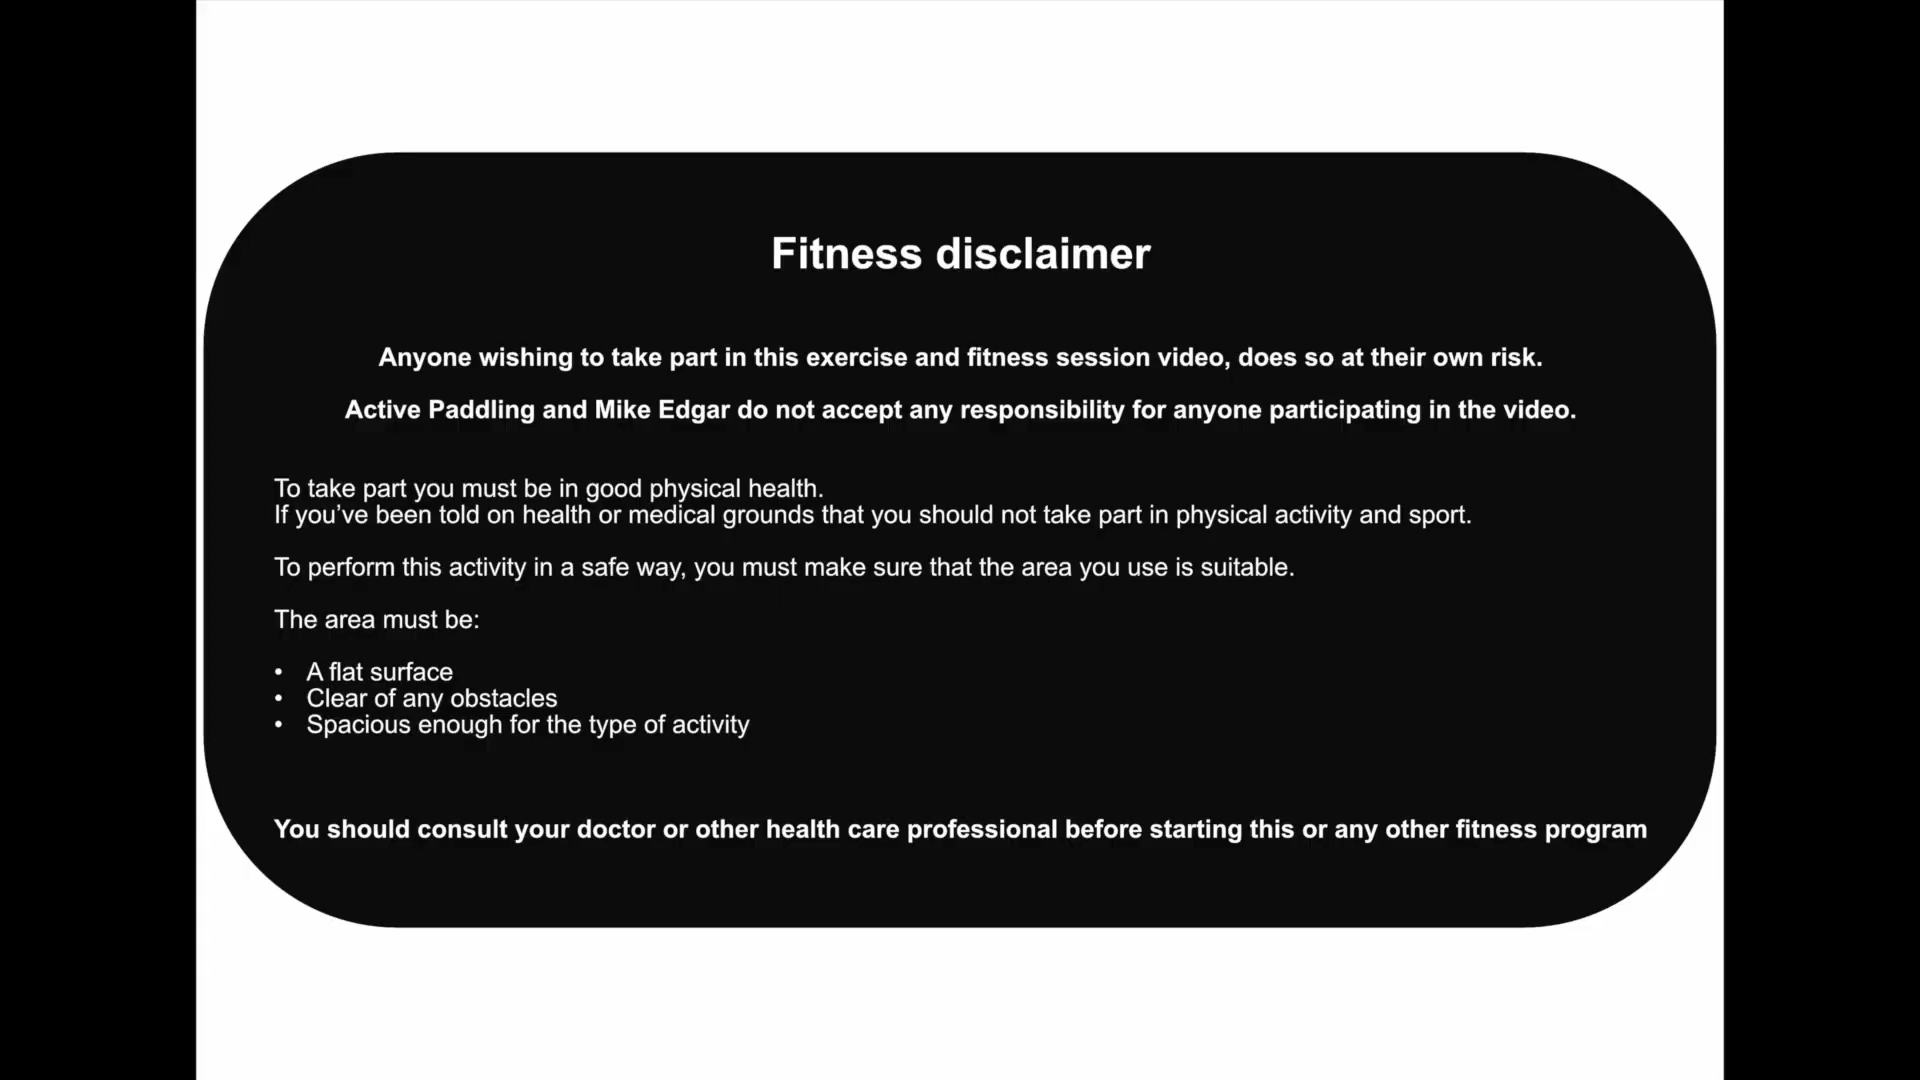 Fitness disclaimer
Anyone wishing to take part in this exercise and fitness session video, does so at their own risk.
Active Paddling and Mike Edgar do not accept any responsibility for anyone participating in the video.
To take part you must be in good physical health.
If you’ve been told on health or medical grounds that you should not take part in physical activity and sport.
To perform this activity in a safe way, you must make sure that the area you use is suitable.
The area must be:
• A flat surface
• Clear of any obstacles
• Spacious enough for the type of activity
You should consult your doctor or other health care professional before starting this or any other fitness program